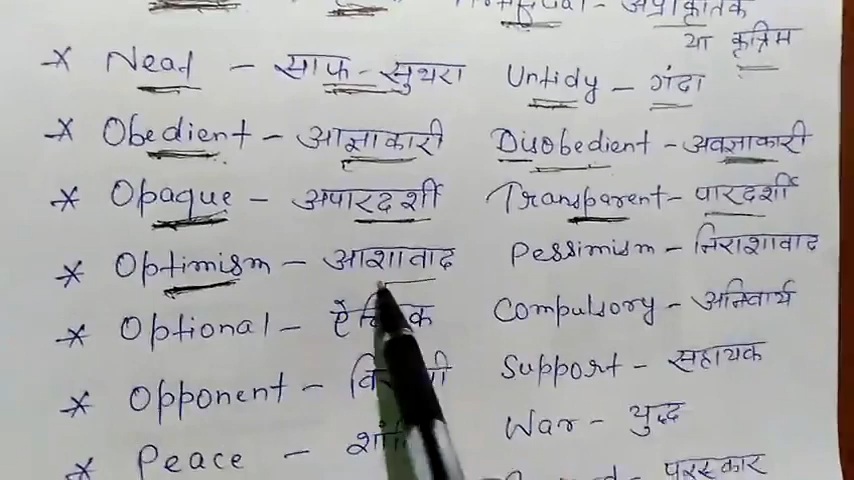 अप्राकृतिक
या कृत्रिम
* Neat - साफ-सुथरा Untidy - गंदा
* Obedient - आज्ञाकारी Disobedient - अवज्ञाकारी
* Opaque - अपारदर्शी Transparent - पारदर्शी
* Optimism - आशावाद Pessimism - निराशावाद
* Optional - Compulsory - अनिवार्य
* Opponent - Support - सहायक
* Peace - War - युद्ध
पुरस्कार